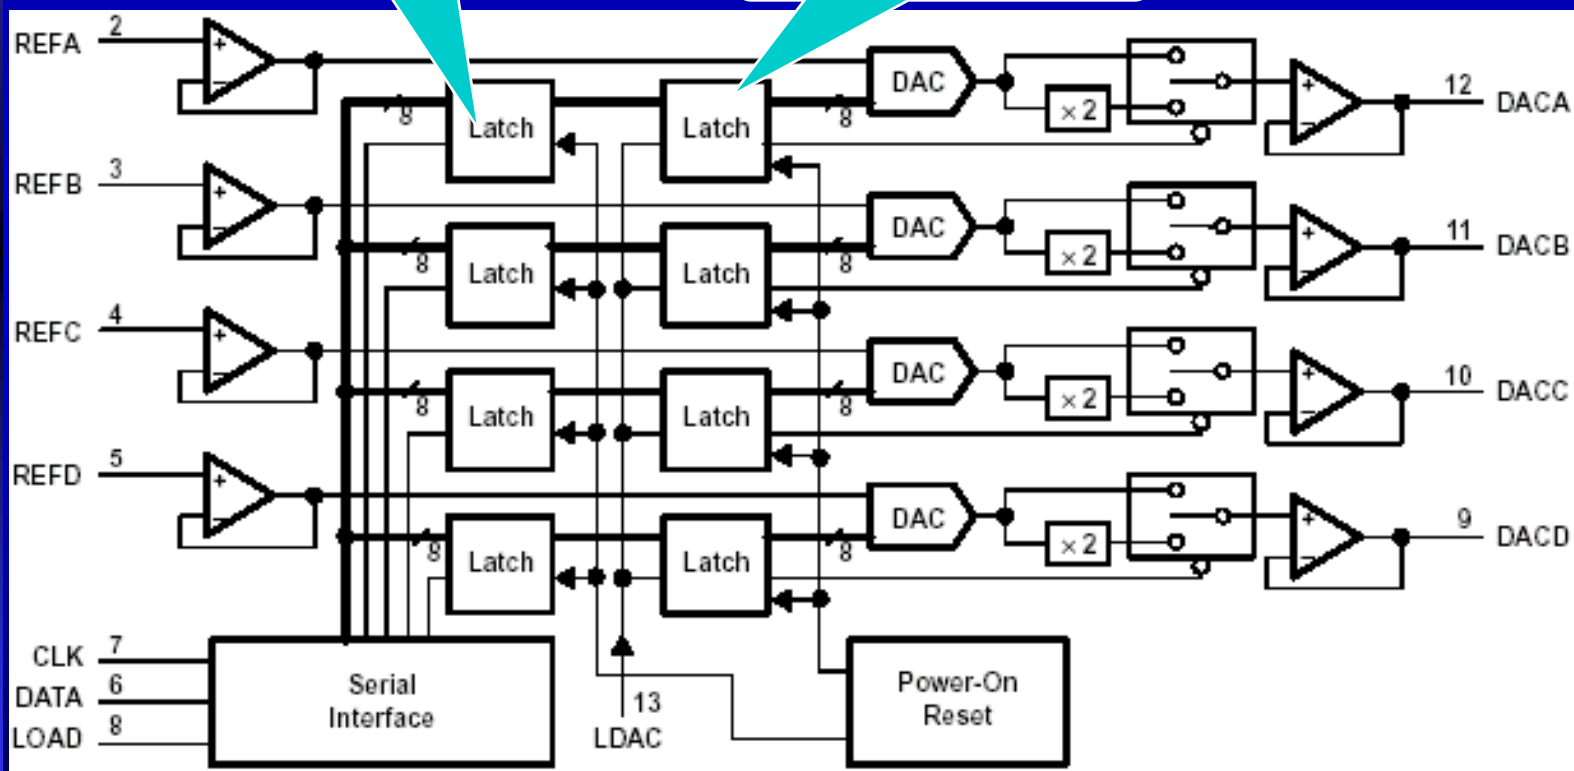 REFA 2
8
Latch
Latch
8
DAC
× 2
12 DACA
REFB 3
8
Latch
Latch
8
DAC
× 2
11 DACB
REFC 4
8
Latch
Latch
8
DAC
× 2
10 DACC
REFD 5
8
Latch
Latch
8
DAC
× 2
9 DACD
CLK 7
DATA 6
LOAD 8
Serial
Interface
13
LDAC
Power-On
Reset